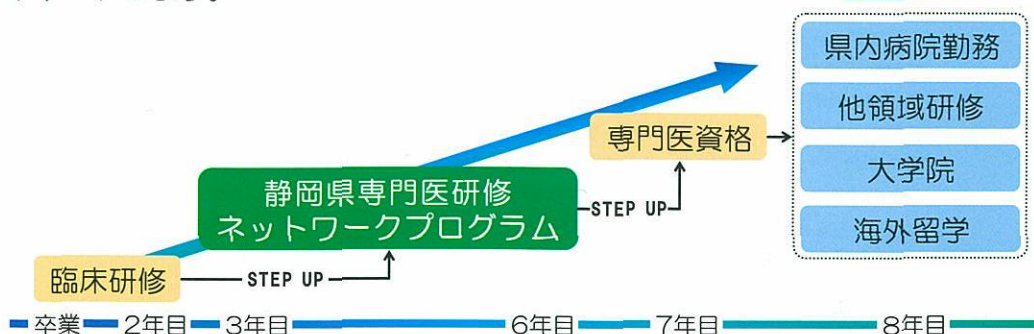 県内病院勤務
他領域研修
専門医資格
大学院
静岡県専門医研修
ネットワークプログラム
STEP UP
海外留学
臨床研修
STEP UP
卒業 2年目 3年目 6年目 7年目 8年目